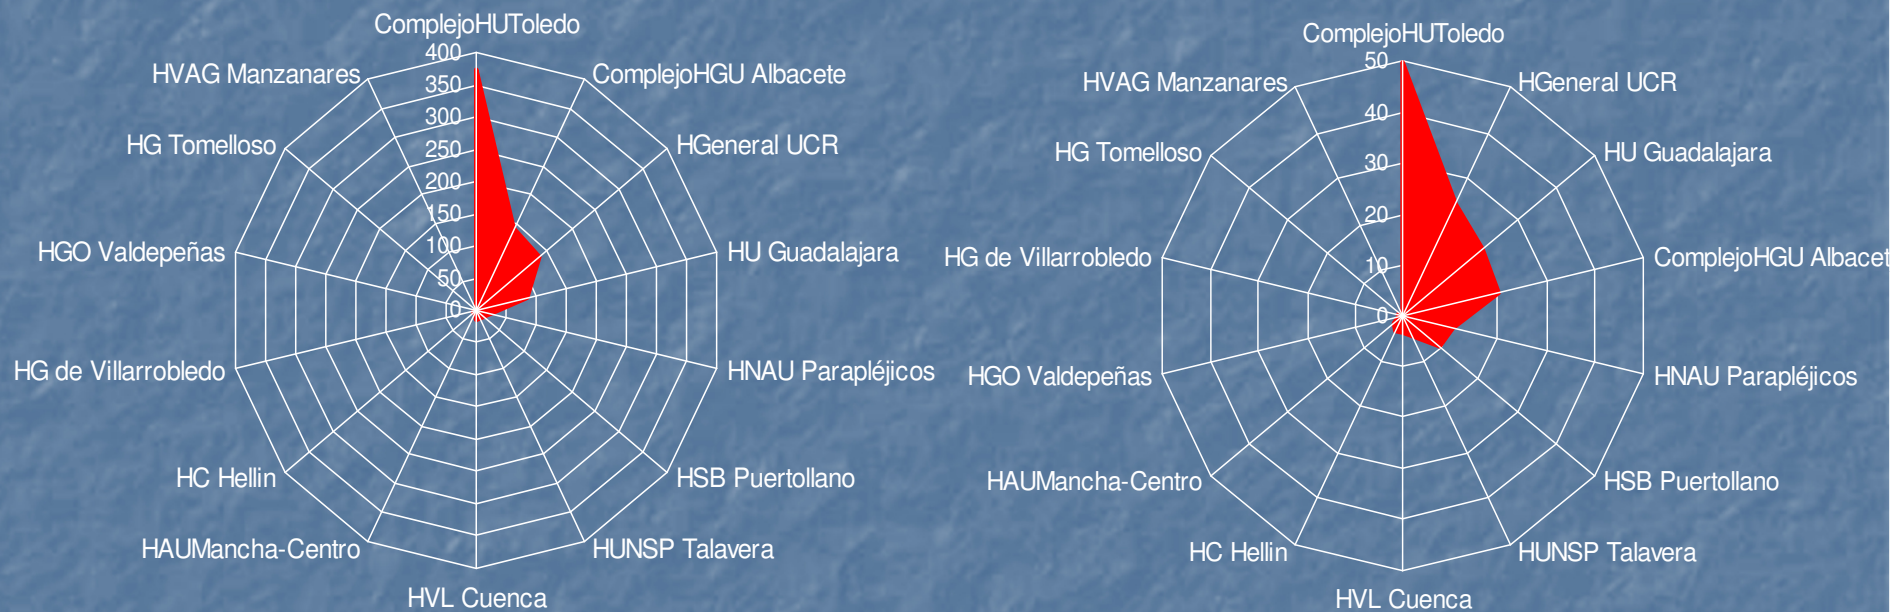 ComplejoHUToledo
400
350
300
250
200
150
100
50
0
ComplejoHGU Albacete
HGeneral UCR
HU Guadalajara
HNAU Parapléjicos
HSB Puertollano
HUNSP Talavera
HVL Cuenca
HAUMancha-Centro
HC Hellin
HG de Villarrobledo
HGO Valdepeñas
HG Tomelloso
HVAG Manzanares
ComplejoHUToledo
50
40
30
20
10
0
HGeneral UCR
HU Guadalajara
ComplejoHGU Albacet
HNAU Parapléjicos
HSB Puertollano
HUNSP Talavera
HVL Cuenca
HC Hellin
HAUMancha-Centro
HGO Valdepeñas
HG de Villarrobledo
HG Tomelloso
HVAG Manzanares